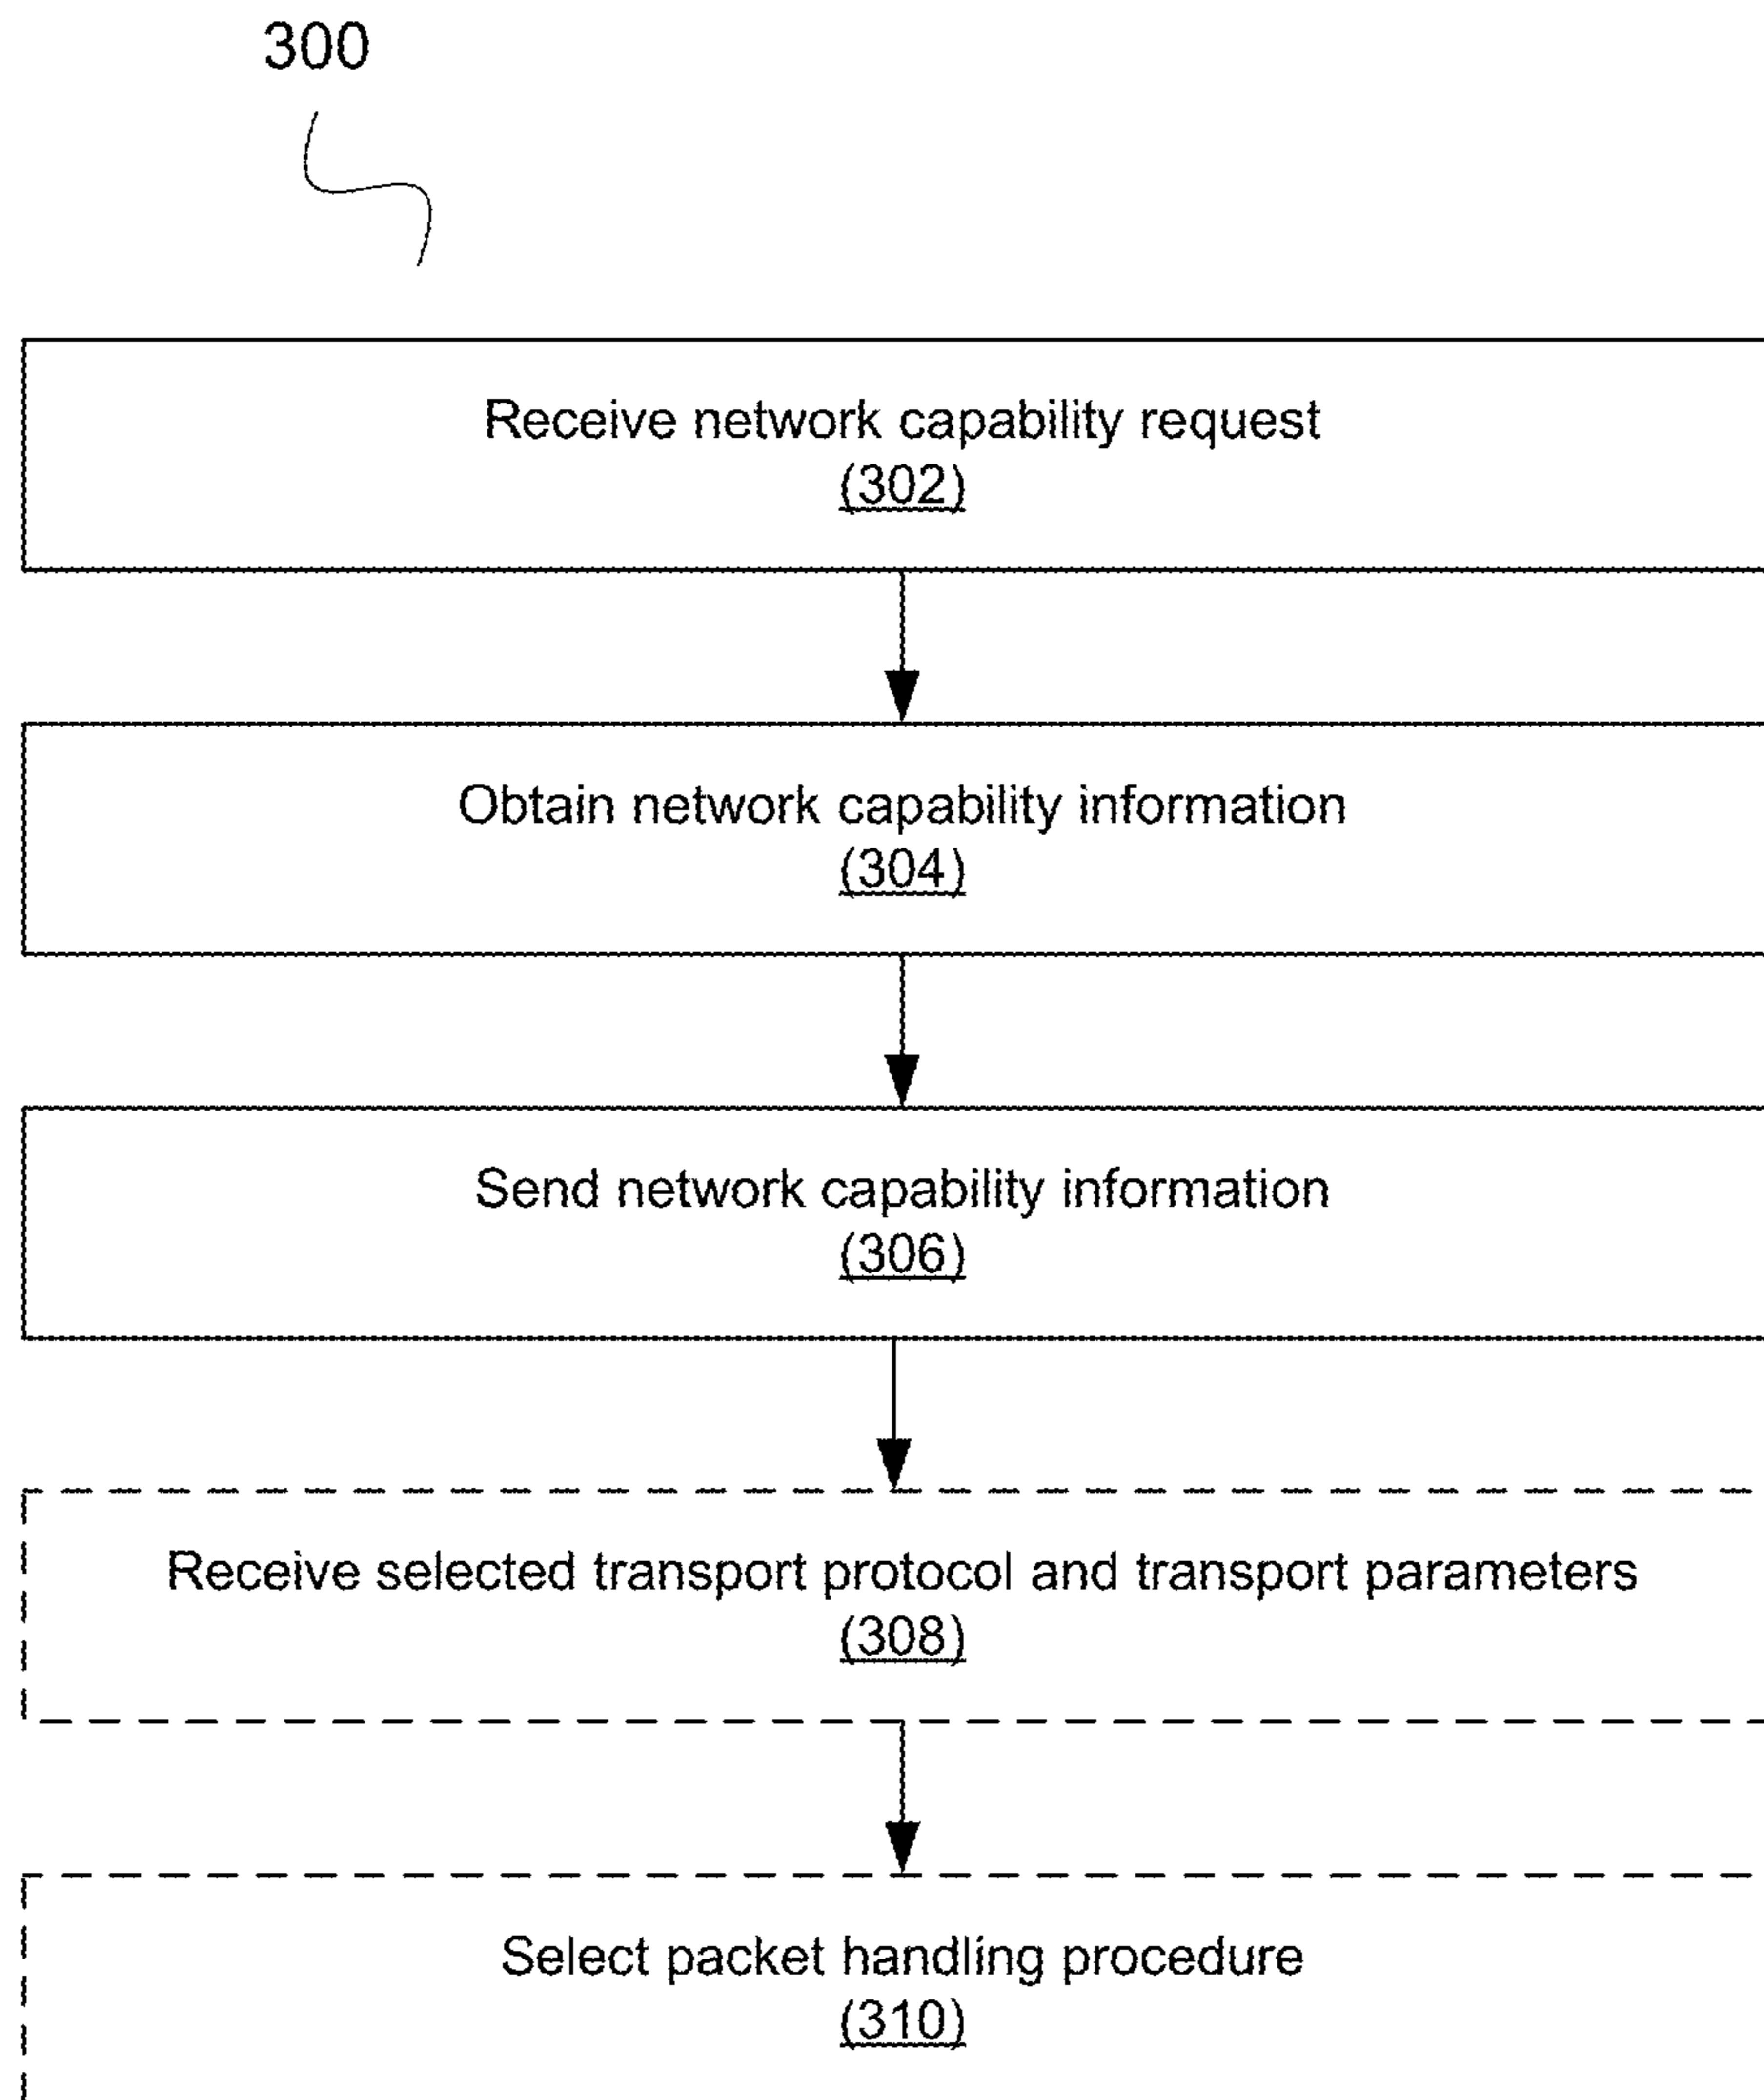 300
Receive network capability request
(302)
Obtain network capability information
(304)
Send network capability information
(306)
Receive selected transport protocol and transport parameters
(308)
Select packet handling procedure
(310)